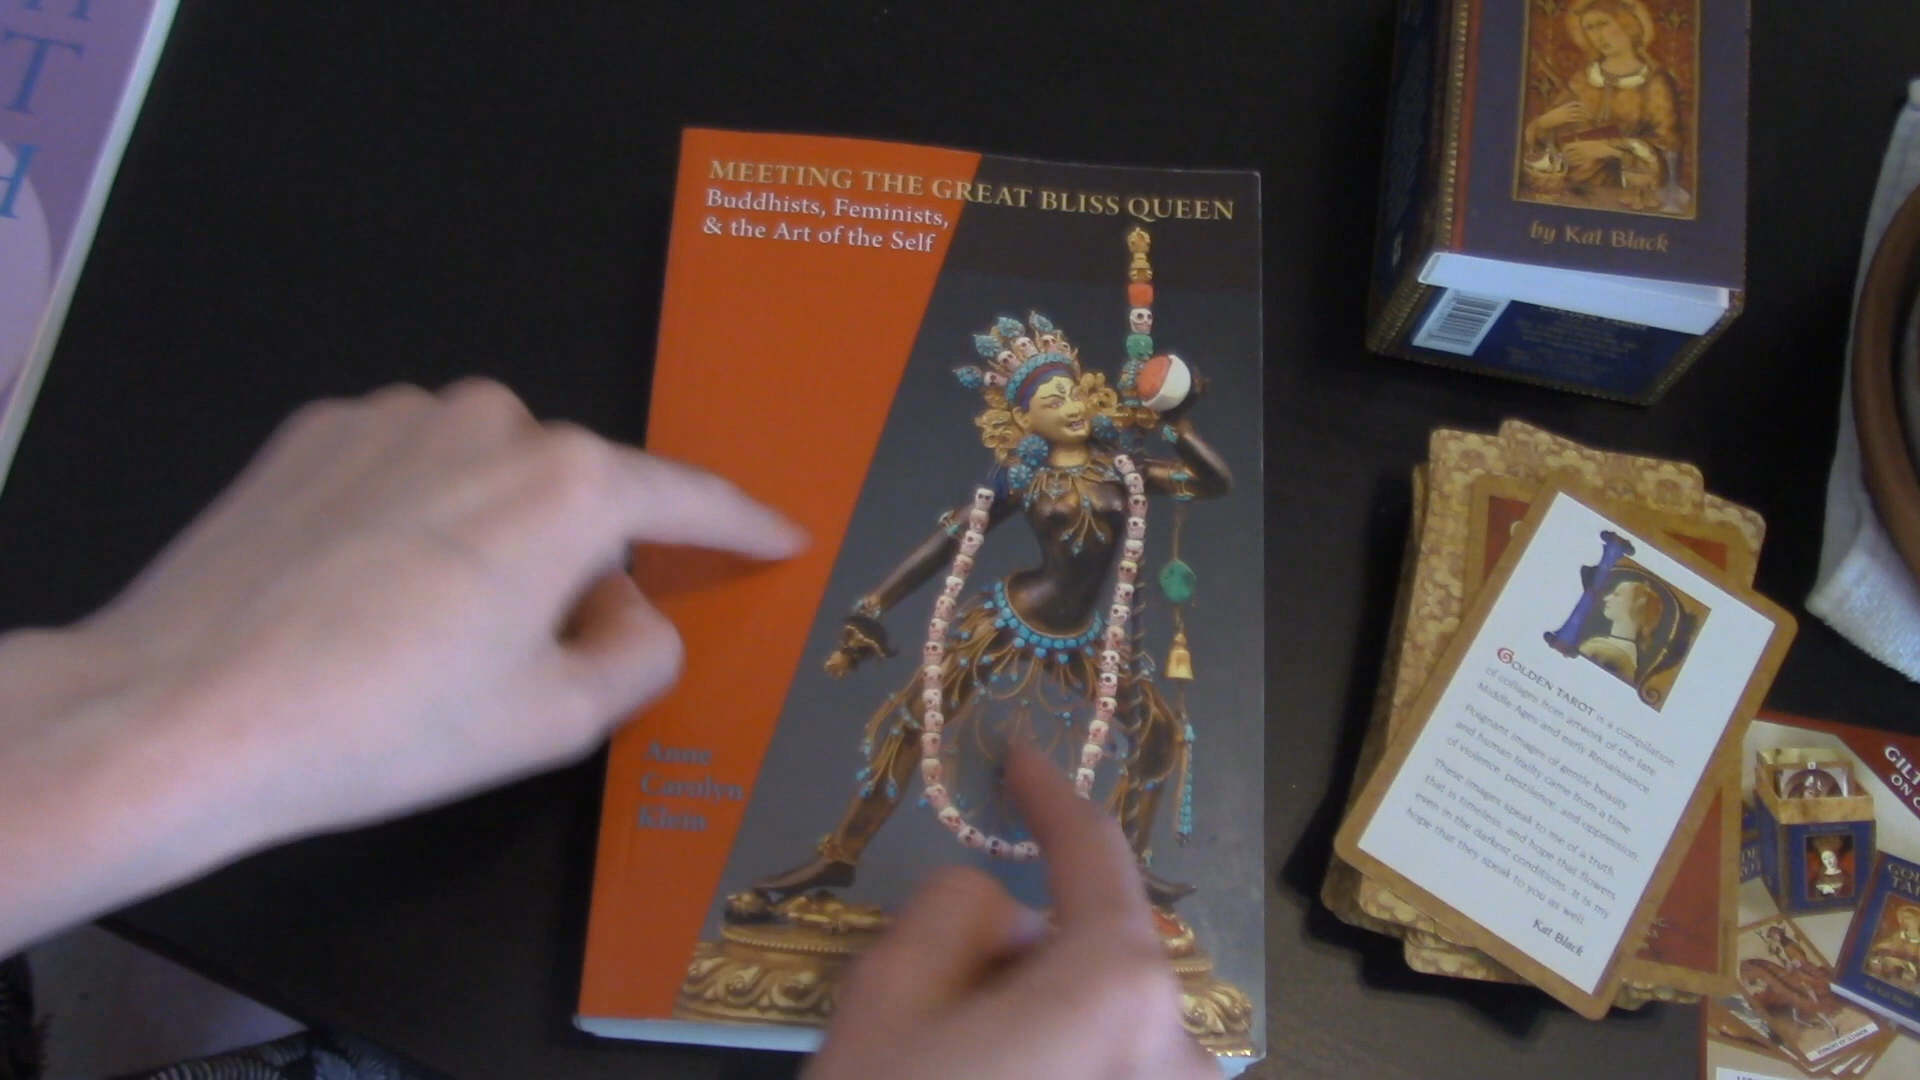 T
H
MEETING THE GREAT BLISS QUEEN
Buddhists, Feminists,
& the Art of the Self
Anne
Carolyn
Klein
by Kat Black
GOLDEN TAROT is a compilation
of collages from artwork of the late
Middle Ages and early Renaissance.
Poignant images of gentle beauty
and human frailty came from a time
of violence, pestilence, and oppression.
These images speak to me of a truth
that is timeless, and hope that flowers
even in the darkest conditions. It is my
hope that they speak to you as well.
Kat Black